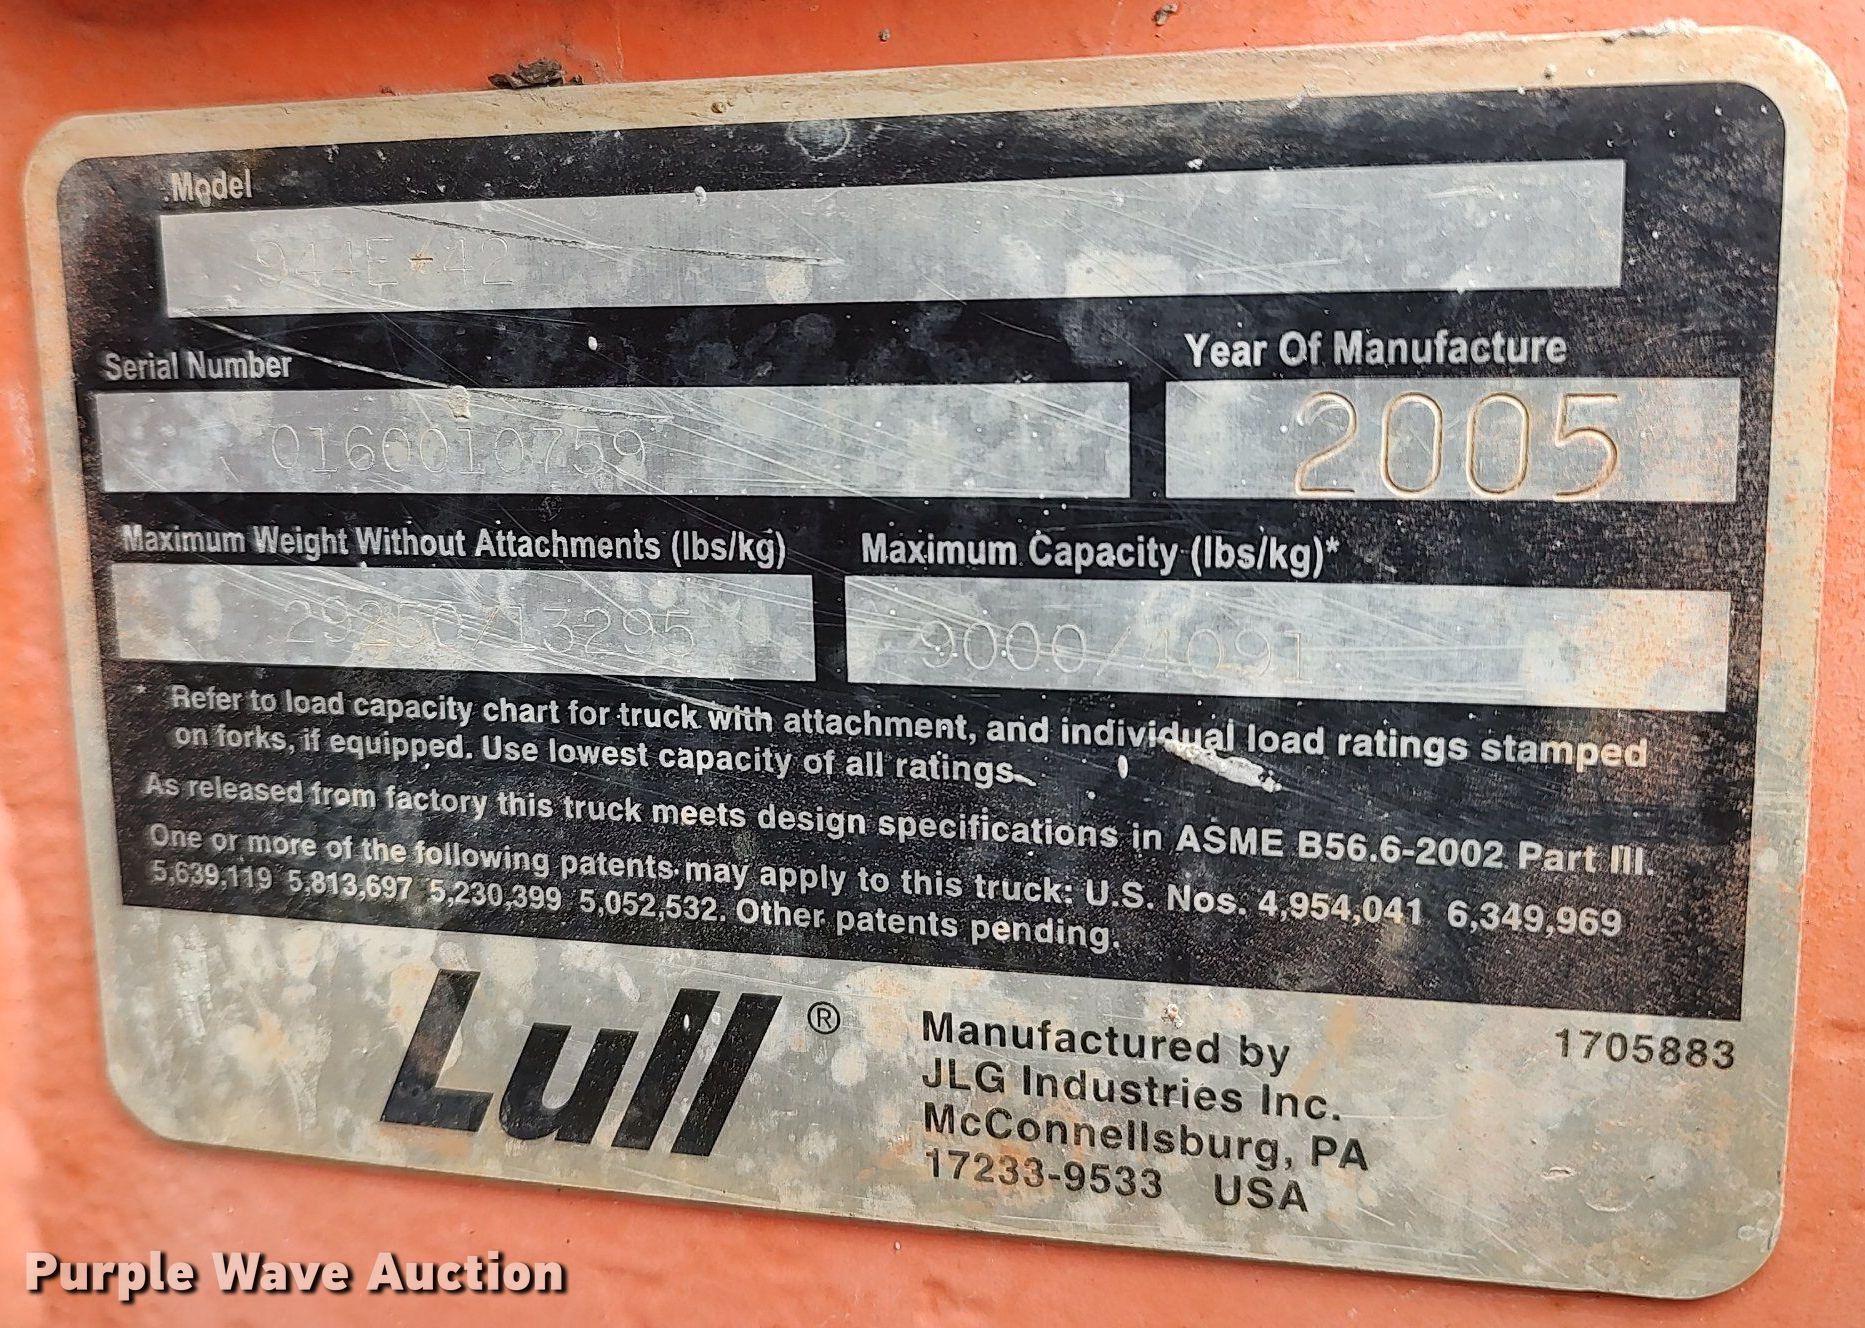 Model
944E-42
Serial Number
Year Of Manufacture
0160010759
2005
Maximum Weight Without Attachments (lbs/kg)
Maximum Capacity (lbs/kg)*
29250/13295
9000/4091
* Refer to load capacity chart for truck with attachment, and individual load ratings stamped
on forks, if equipped. Use lowest capacity of all ratings.
As released from factory this truck meets design specifications in ASME B56.6-2002 Part III.
One or more of the following patents may apply to this truck: U.S. Nos. 4,954,041 6,349,969
5,639,119 5,813,697 5,230,399 5,052,532. Other patents pending.
Lull®
Manufactured by
JLG Industries Inc.
McConnellsburg, PA
17233-9533 USA
1705883
Purple Wave Auction